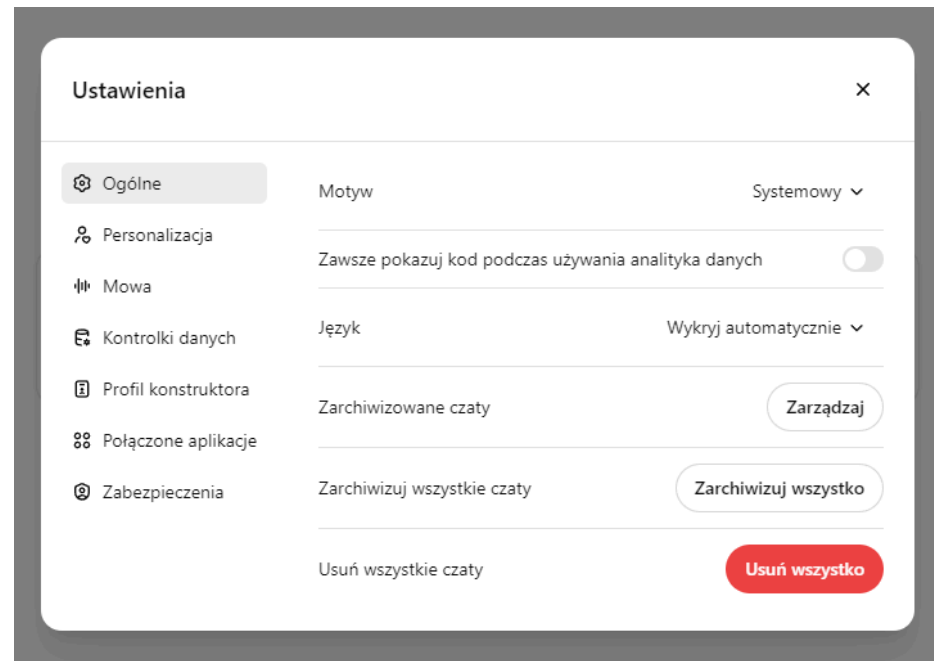 Ustawienia
Ogólne
Personalizacja
Mowa
Kontrolki danych
Profil konstruktora
Połączone aplikacje
Zabezpieczenia
Motyw Systemowy
Zawsze pokazuj kod podczas używania analityka danych
Język Wykryj automatycznie
Zarchiwizowane czaty Zarządzaj
Zarchiwizuj wszystkie czaty Zarchiwizuj wszystko
Usuń wszystkie czaty Usuń wszystko